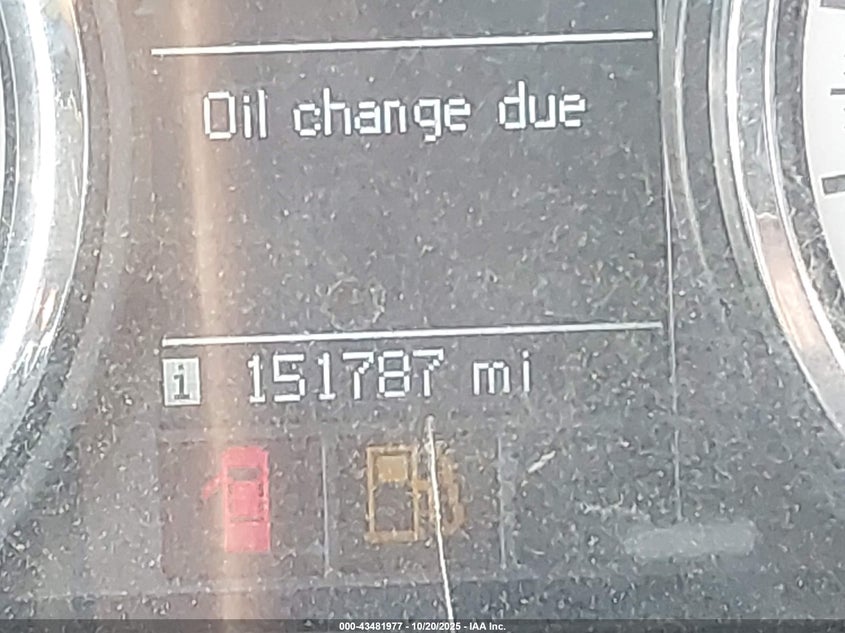 Oil change due
i 151787 mi
000-43481977 - 10/20/2025 - IAA Inc.